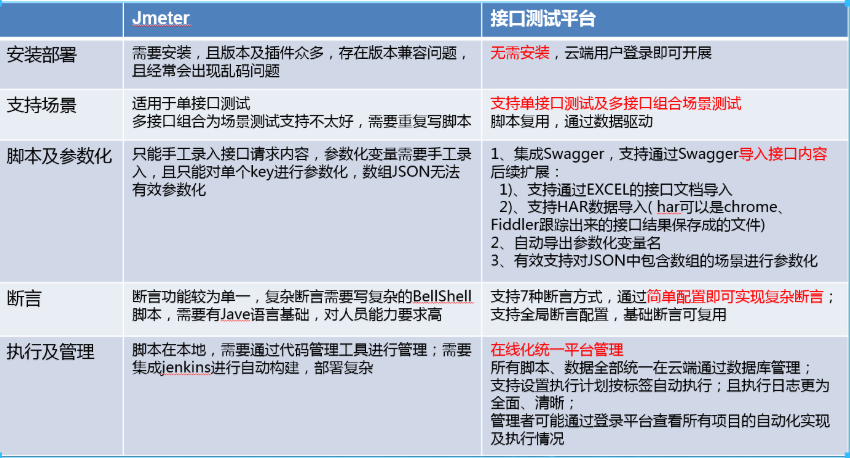 Jmeter
接口测试平台
安装部署
需要安装，且版本及插件众多，存在版本兼容问题，
且经常会出现乱码问题
无需安装，云端用户登录即可开展
支持场景
适用于单接口测试
多接口组合为场景测试支持不太好，需要重复写脚本
支持单接口测试及多接口组合场景测试
脚本复用，通过数据驱动
脚本及参数化
只能手工录入接口请求内容，参数化变量需要手工录
入，且只能对单个key进行参数化，数组JSON无法
有效参数化
1、集成Swagger，支持通过Swagger导入接口内容
后续扩展：
1)、支持通过EXCEL的接口文档导入
2)、支持HAR数据导入( har可以是chrome、
Fiddler跟踪出来的接口结果保存成的文件)
2、自动导出参数化变量名
3、有效支持对JSON中包含数组的场景进行参数化
断言
断言功能较为单一，复杂断言需要写复杂的BellShell
脚本，需要有Jave语言基础，对人员能力要求高
支持7种断言方式，通过简单配置即可实现复杂断言；
支持全局断言配置，基础断言可复用
执行及管理
脚本在本地，需要通过代码管理工具进行管理；需要
集成jenkins进行自动构建，部署复杂
在线化统一平台管理
所有脚本、数据全部统一在云端通过数据库管理；
支持设置执行计划按标签自动执行；且执行日志更为
全面、清晰；
管理者可能通过登录平台查看所有项目的自动化实现
及执行情况